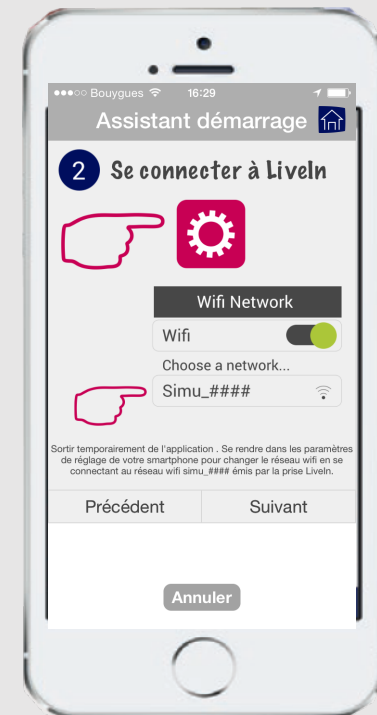 Bouygues 16:29
Assistant démarrage
2 Se connecter à LiveIn
Wifi Network
Wifi
Choose a network...
Simu_####
Sortir temporairement de l'application . Se rendre dans les paramètres
de réglage de votre smartphone pour changer le réseau wifi en se
connectant au réseau wifi simu_#### émis par la prise LiveIn.
Précédent Suivant
Annuler